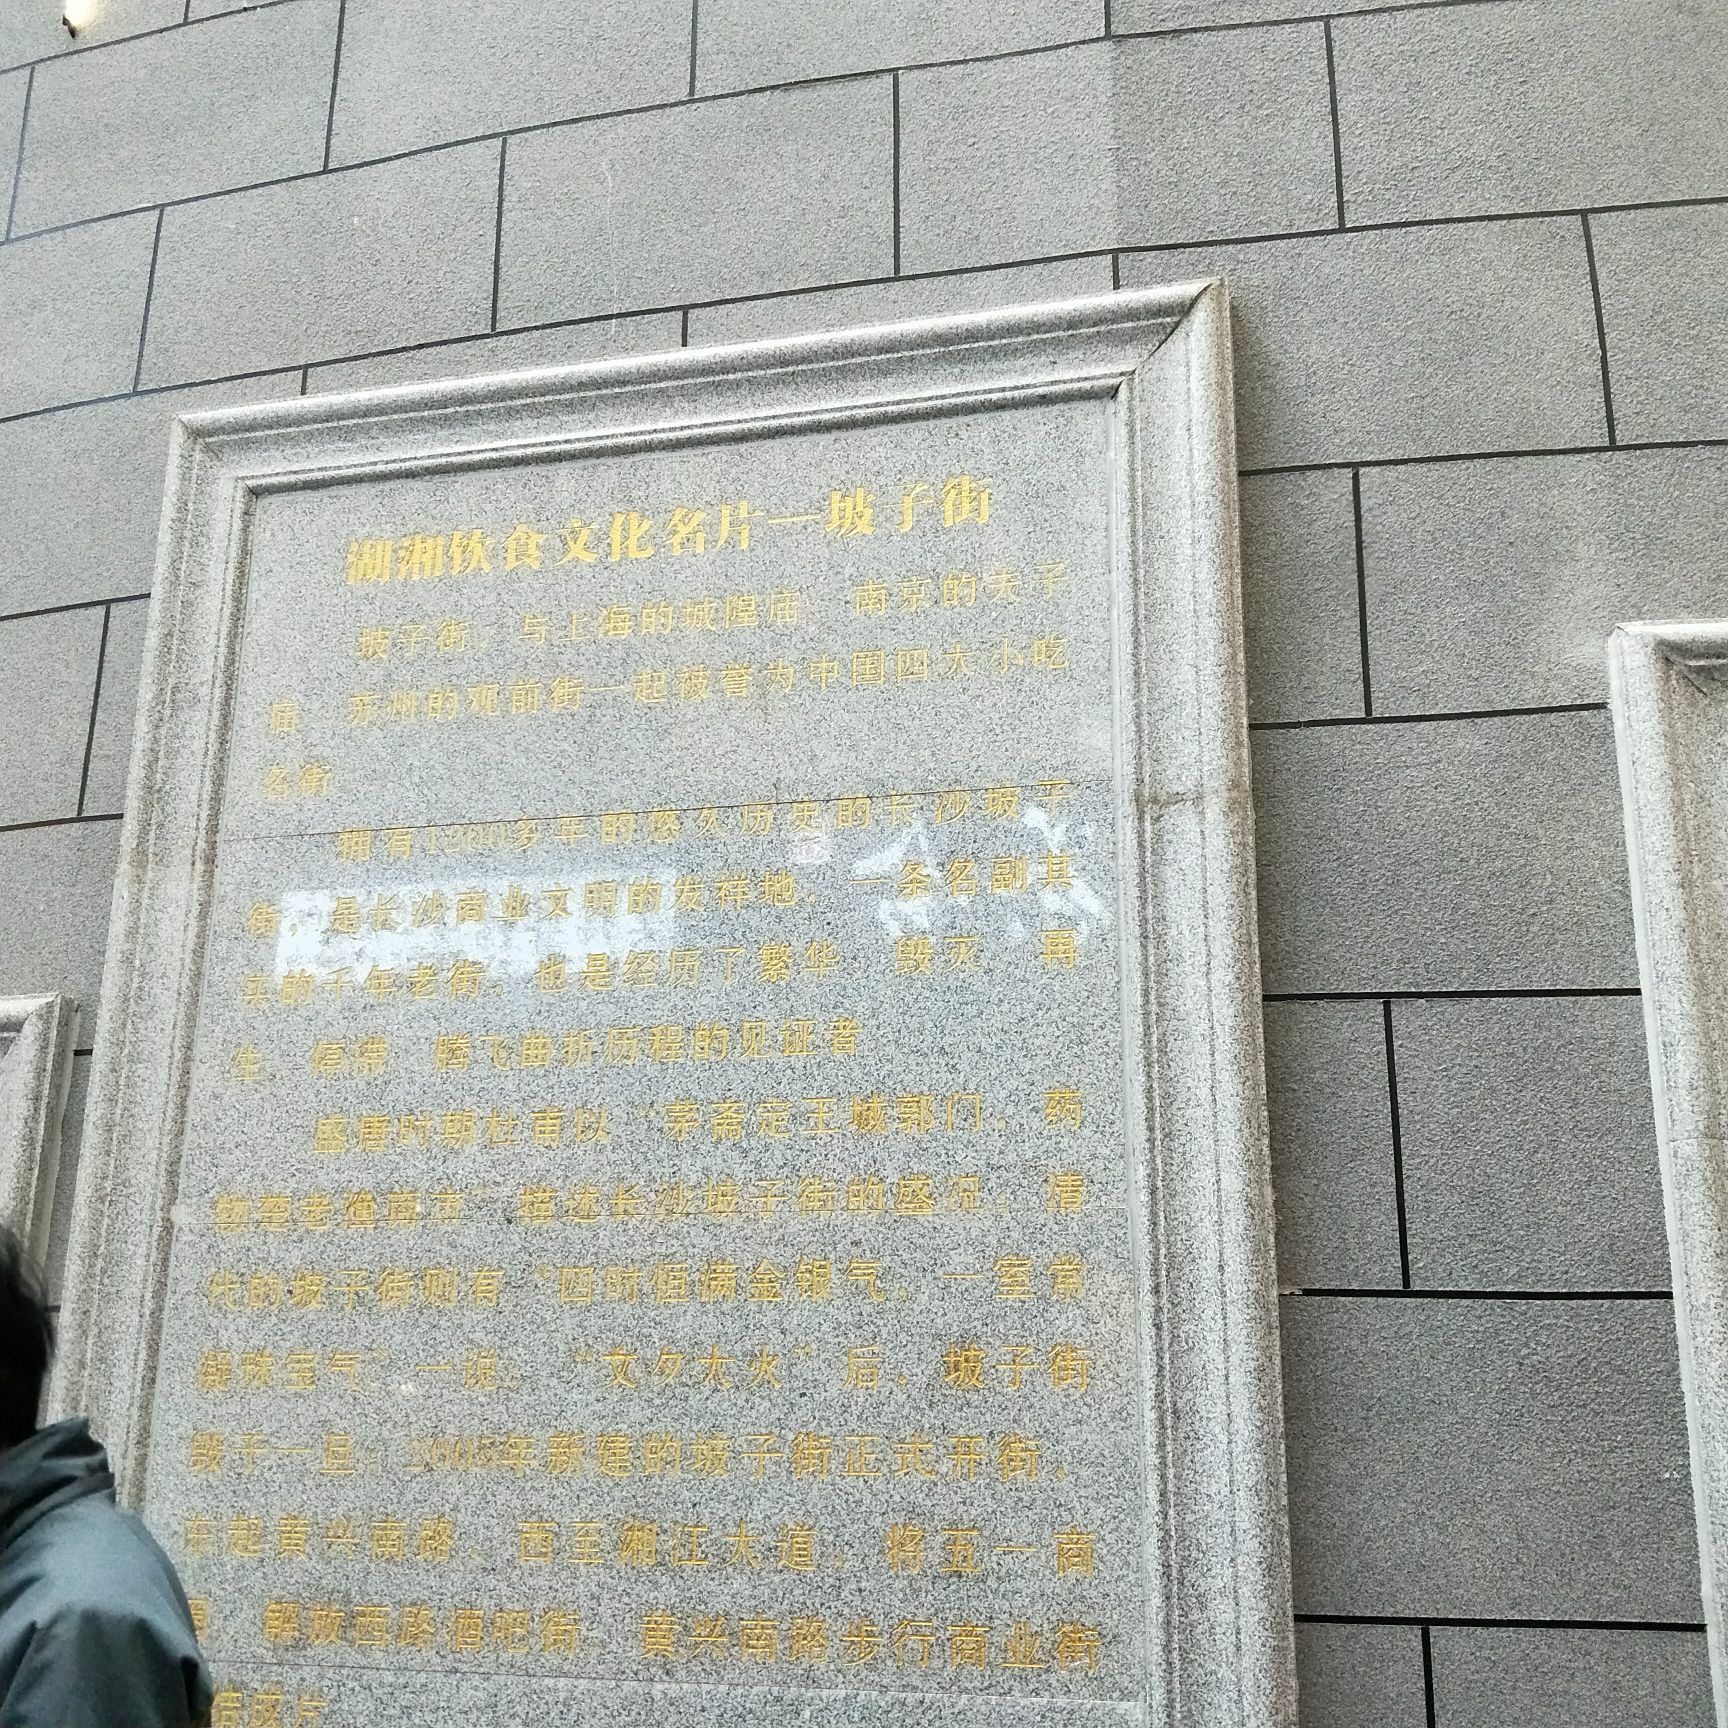 湖湘饮食文化名片—坡子街
坡子街,与上海的城隍庙、南京的夫子
庙、苏州的观前街一起被誉为中国四大小吃
名街
拥有1200多年的悠久历史的长沙坡子
街,是长沙商业文明的发祥地,一条名副其
实的千年老街,也是经历了繁华、毁灭、再
生、停滞、腾飞曲折历程的见证者
盛唐时期杜甫以“茅斋定王城郭门,药
物楚老渔商市”描述长沙坡子街的盛况;清
代的坡子街则有“四时恒满金银气,一室常
凝珠宝气”一说;“文夕大火”后,坡子街
毁于一旦;2005年新建的坡子街正式开街,
东起黄兴南路、西至湘江大道,将五一商
圈、解放西路酒吧街、黄兴南路步行商业街
连成片